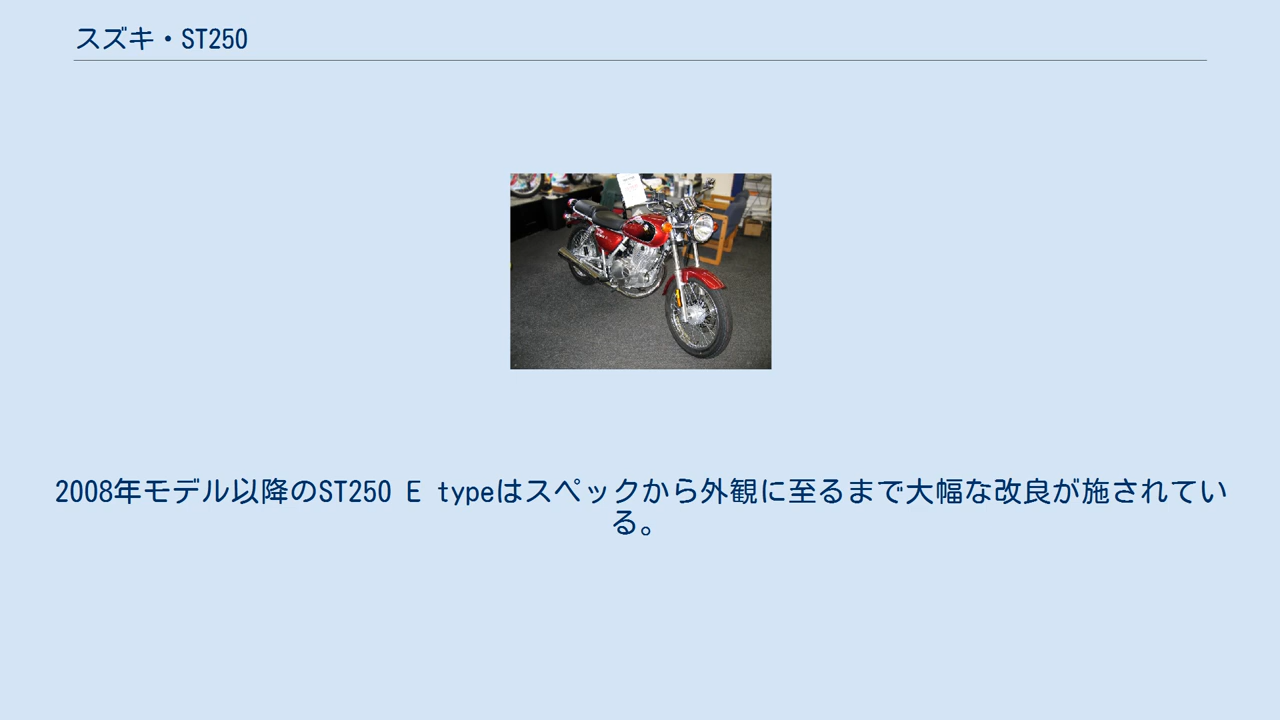 スズキ・ST250
2008年モデル以降のST250 E typeはスペックから外観に至るまで大幅な改良が施されてい
る。